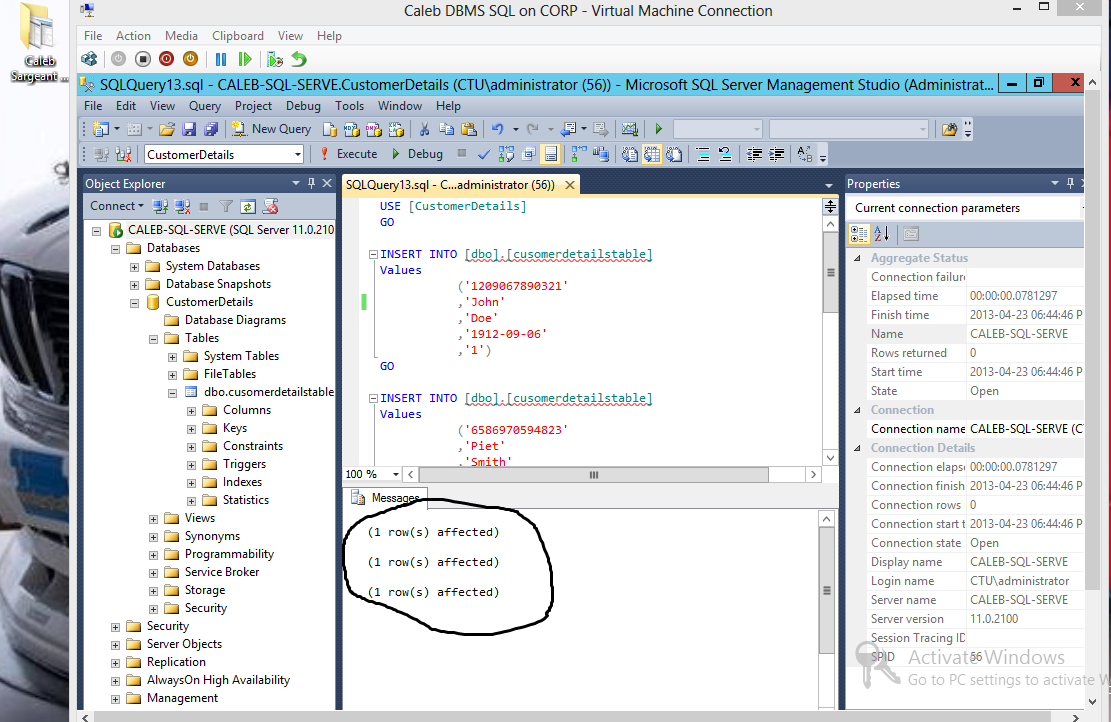 Caleb
Sargeant ...
Caleb DBMS SQL on CORP - Virtual Machine Connection
File Action Media Clipboard View Help
SQLQuery13.sql - CALEB-SQL-SERVE.CustomerDetails (CTU\administrator (56)) - Microsoft SQL Server Management Studio (Administrat...
File Edit View Query Project Debug Tools Window Help
New Query
CustomerDetails
Execute Debug
Object Explorer
Connect
CALEB-SQL-SERVE (SQL Server 11.0.210
Databases
System Databases
Database Snapshots
CustomerDetails
Database Diagrams
Tables
System Tables
FileTables
dbo.cusomerdetailstable
Columns
Keys
Constraints
Triggers
Indexes
Statistics
Views
Synonyms
Programmability
Service Broker
Storage
Security
Security
Server Objects
Replication
AlwaysOn High Availability
Management
SQLQuery13.sql - C...administrator (56))
USE [CustomerDetails]
GO
INSERT INTO [dbo].[cusomerdetailstable]
Values
('1209067890321'
,'John'
,'Doe'
,'1912-09-06'
,'1')
GO
INSERT INTO [dbo].[cusomerdetailstable]
Values
('6586970594823'
,'Piet'
,'Smith'
100 %
Messages
(1 row(s) affected)
(1 row(s) affected)
(1 row(s) affected)
Properties
Current connection parameters
Aggregate Status
Connection failure
Elapsed time 00:00:00.0781297
Finish time 2013-04-23 06:44:46 P
Name CALEB-SQL-SERVE
Rows returned 0
Start time 2013-04-23 06:44:46 P
State Open
Connection
Connection name CALEB-SQL-SERVE (CT
Connection Details
Connection elapse 00:00:00.0781297
Connection finish 2013-04-23 06:44:46 P
Connection rows 0
Connection start t 2013-04-23 06:44:46 P
Connection state Open
Display name CALEB-SQL-SERVE
Login name CTU\administrator
Server name CALEB-SQL-SERVE
Server version 11.0.2100
Session Tracing ID
SPID 56
Activate Windows
Go to PC settings to activate W